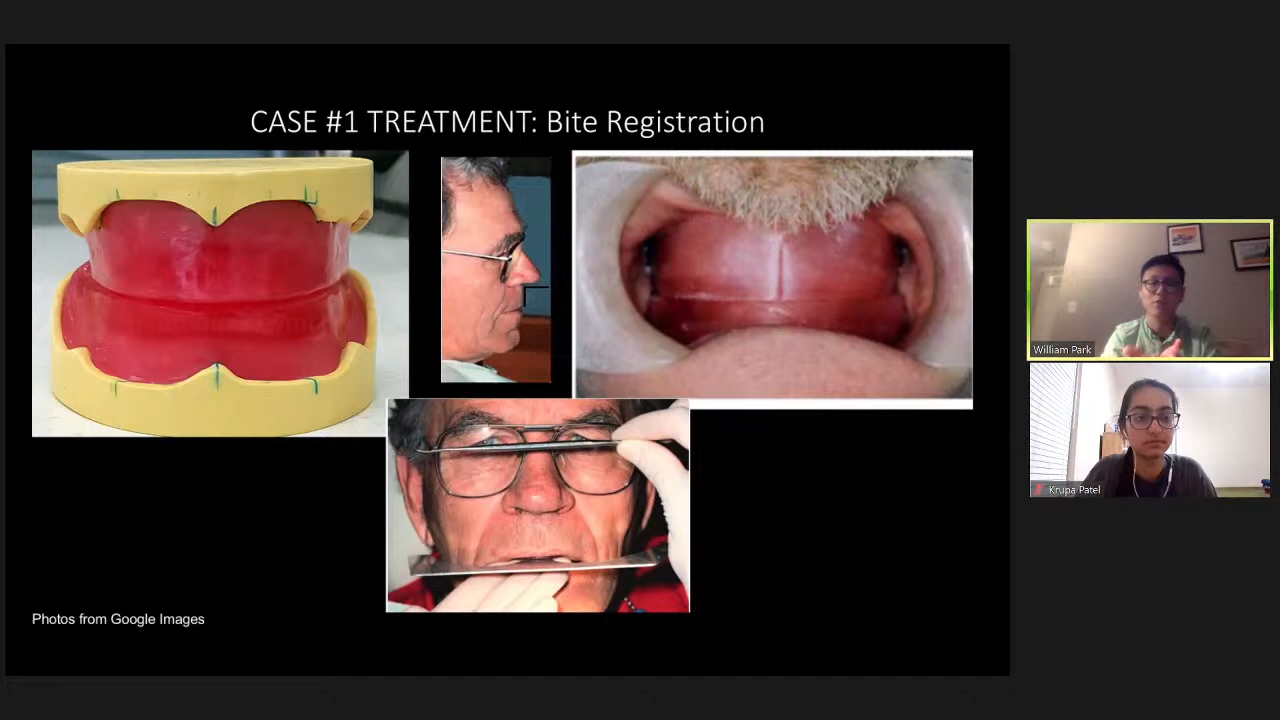 CASE #1 TREATMENT: Bite Registration
William Park
Krupa Patel
Photos from Google Images